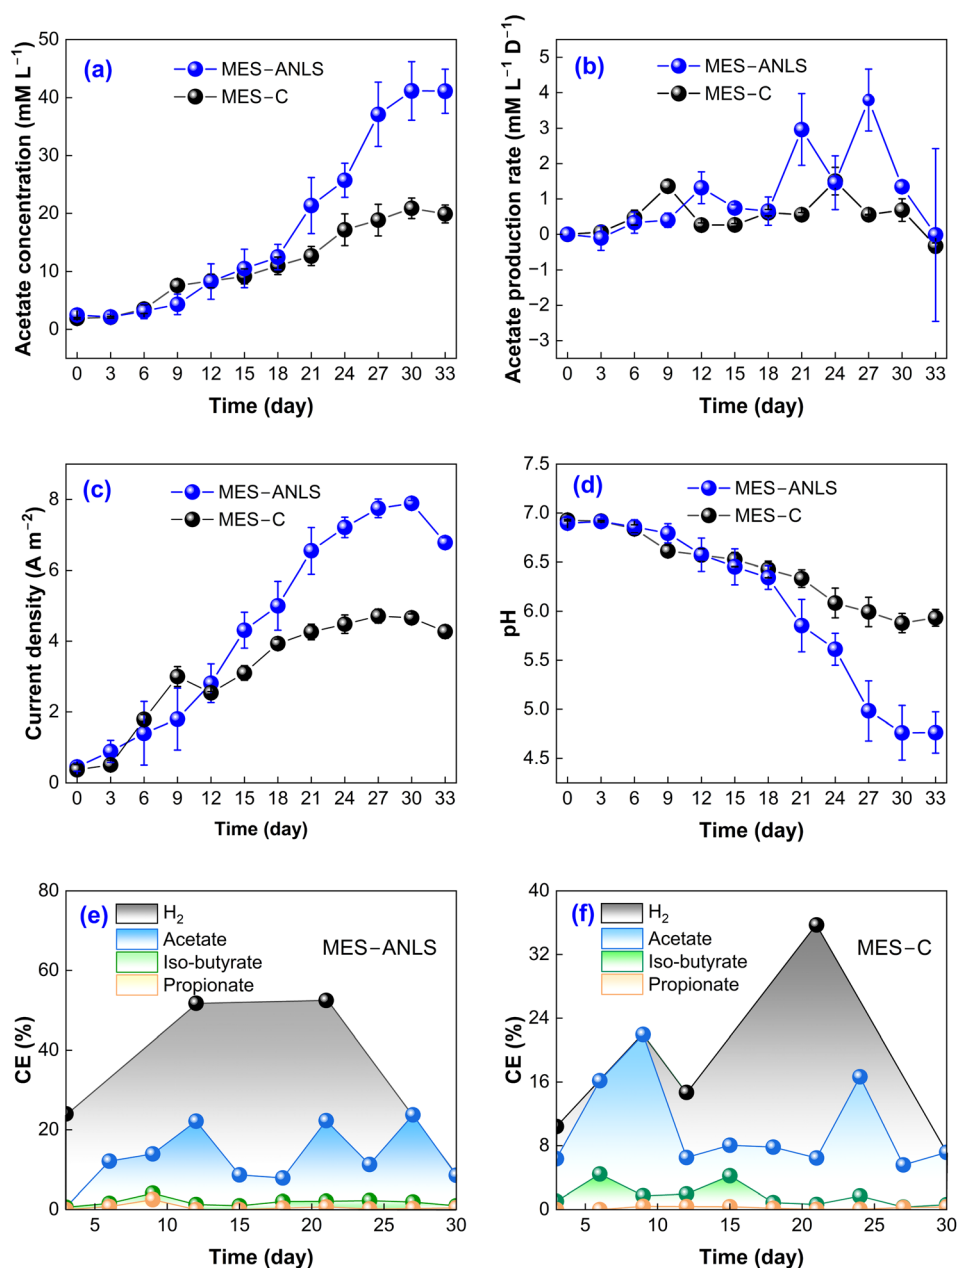 (a)
MES−ANLS
MES−C
Acetate concentration (mM L⁻¹)
50
40
30
20
10
0
0 3 6 9 12 15 18 21 24 27 30 33
Time (day)
(b)
MES−ANLS
MES−C
Acetate production rate (mM L⁻¹ D⁻¹)
5
4
3
2
1
0
−1
−2
−3
0 3 6 9 12 15 18 21 24 27 30 33
Time (day)
(c)
MES−ANLS
MES−C
Current density (A m⁻²)
8
6
4
2
0
0 3 6 9 12 15 18 21 24 27 30 33
Time (day)
(d)
MES−ANLS
MES−C
pH
7.5
7.0
6.5
6.0
5.5
5.0
4.5
0 3 6 9 12 15 18 21 24 27 30 33
Time (day)
(e)
H₂
Acetate
Iso-butyrate
Propionate
MES−ANLS
CE (%)
80
60
40
20
0
5 10 15 20 25 30
Time (day)
(f)
H₂
Acetate
Iso-butyrate
Propionate
MES−C
CE (%)
40
36
24
16
8
0
5 10 15 20 25 30
Time (day)